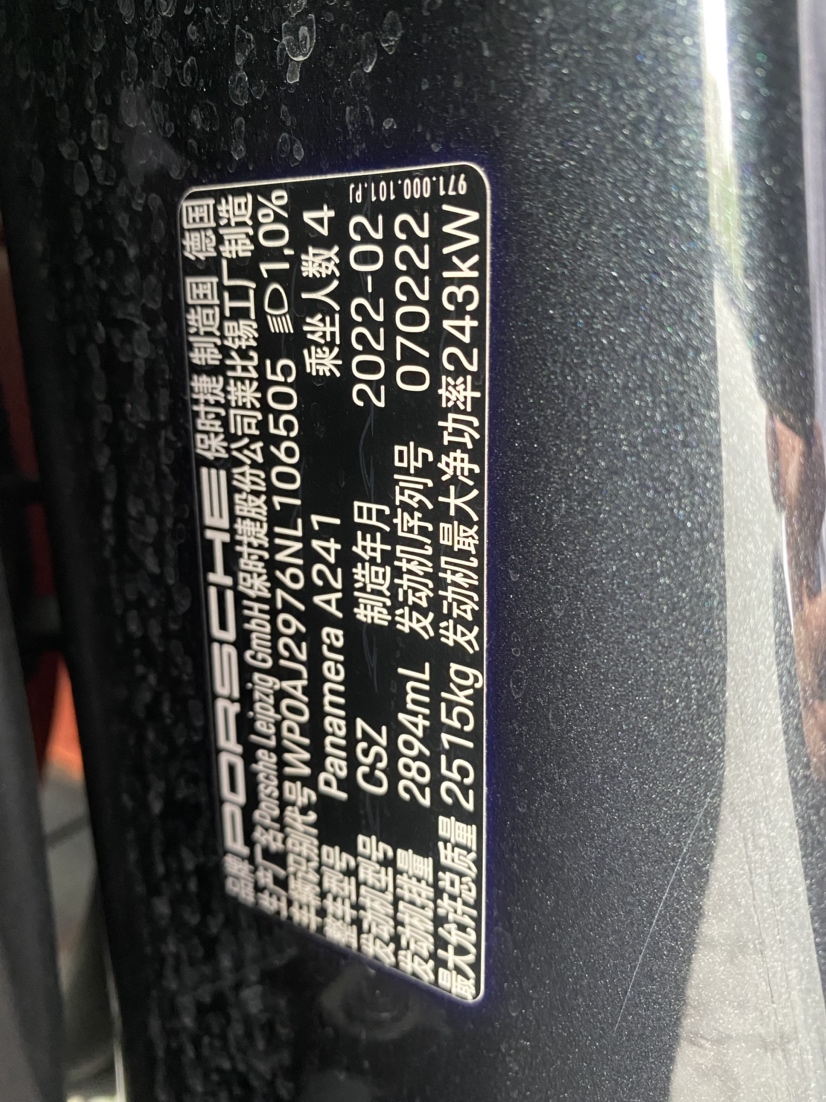 品牌 PORSCHE 保时捷 制造国 德国
生产厂名 Porsche Leipzig GmbH 保时捷股份公司莱比锡工厂制造
车辆识别代号 WP0AJ2976NL106505 1,0%
整车型号 Panamera A241 乘坐人数 4
发动机型号 CSZ 制造年月 2022-02
发动机排量 2894mL 发动机序列号 070222
最大允许总质量 2515kg 发动机最大净功率 243kW
971.000.101.PJ